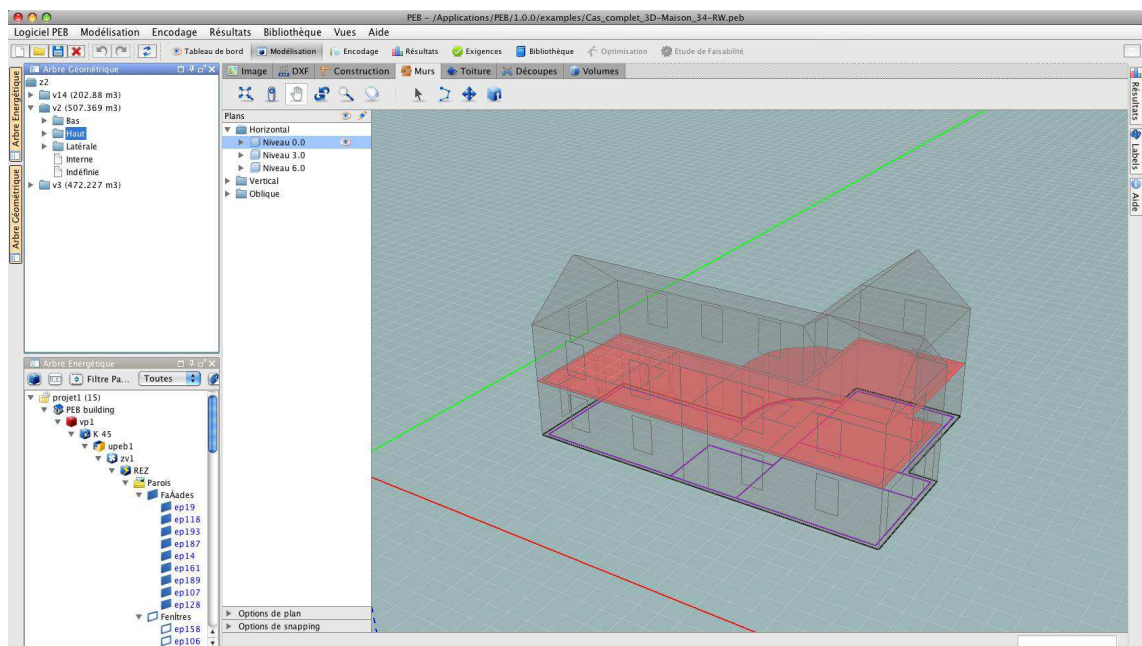 PEB – /Applications/PEB/1.0.0/examples/Cas_complet_3D-Maison_34-RW.peb
Logiciel PEB Modélisation Encodage Résultats Bibliothèque Vues Aide
Tableau de bord Modélisation Encodage Résultats Exigences Bibliothèque Optimisation Etude de Faisabilité
Arbre Géométrique
Image DXF Construction Murs Toiture Découpes Volumes
z2
v14 (202.88 m3)
v2 (507.369 m3)
Bas
Haut
Latérale
Interne
Indéfinie
v3 (472.227 m3)
Arbre Energétique
Arbre Géométrique
Plans
Horizontal
Niveau 0.0
Niveau 3.0
Niveau 6.0
Vertical
Oblique
Résultats
Labels
Aide
Arbre Energétique
Filtre Pa... Toutes
projet1 (15)
PEB building
vp1
K 45
upeb1
zv1
REZ
Parois
FaÁades
ep19
ep118
ep193
ep187
ep14
ep161
ep189
ep107
ep128
Fenítres
ep158
ep106
Options de plan
Options de snapping